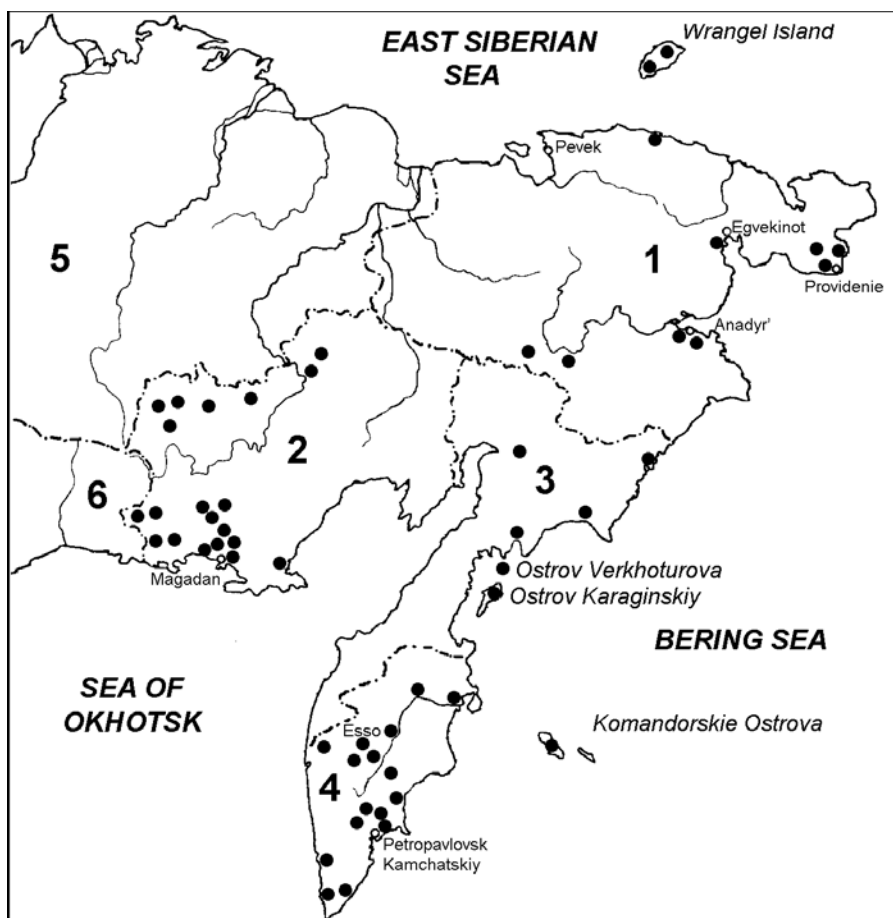 EAST SIBERIAN
SEA
Wrangel Island
Pevek
Egvekinot
5
1
Providenie
Anadyr'
2
3
6
Magadan
Ostrov Verkhoturova
Ostrov Karaginskiy
BERING SEA
SEA OF
OKHOTSK
Komandorskie Ostrova
Esso
4
Petropavlovsk
Kamchatskiy